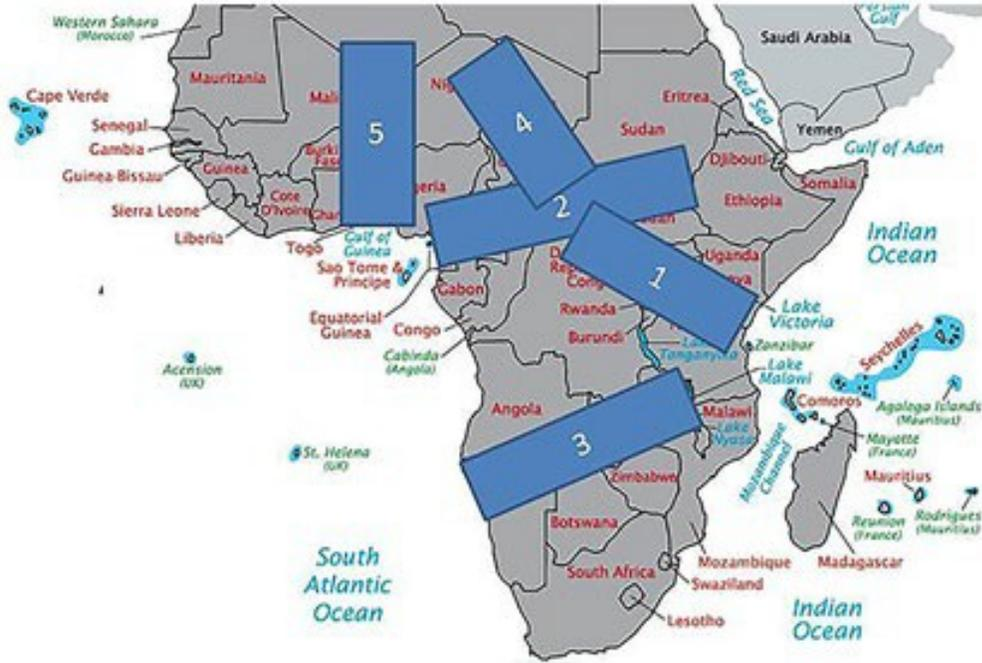 Western Sahara
(Morocco)
Persian
Gulf
Saudi Arabia
Red Sea
Mauritania
Mali
Cape Verde
Eritrea
Sudan
Yemen
Senegal
Gambia
Guinea-Bissau
Guinea
Djibouti
Gulf of Aden
Somalia
Ethiopia
Cote
D'Ivoire
Sierra Leone
Liberia
Togo
Gulf of
Guinea
Sao Tome &
Principe
Indian
Ocean
Uganda
Gabon
Equatorial
Guinea
Congo
Cabinda
(Angola)
Rwanda
Burundi
Lake
Victoria
Tanganyika
Zanzibar
Lake
Malawi
Seychelles
Acension
(UK)
Angola
Malawi
Lake
Nyasa
Comoros
Agalega Islands
(Mauritius)
Mayotte
(France)
Mozambique
Channel
St. Helena
(UK)
Zimbabwe
Mauritius
Reunion
(France)
Rodrigues
(Mauritius)
Botswana
South
Atlantic
Ocean
South Africa
Mozambique
Swaziland
Madagascar
Lesotho
Indian
Ocean
5
4
2
1
3